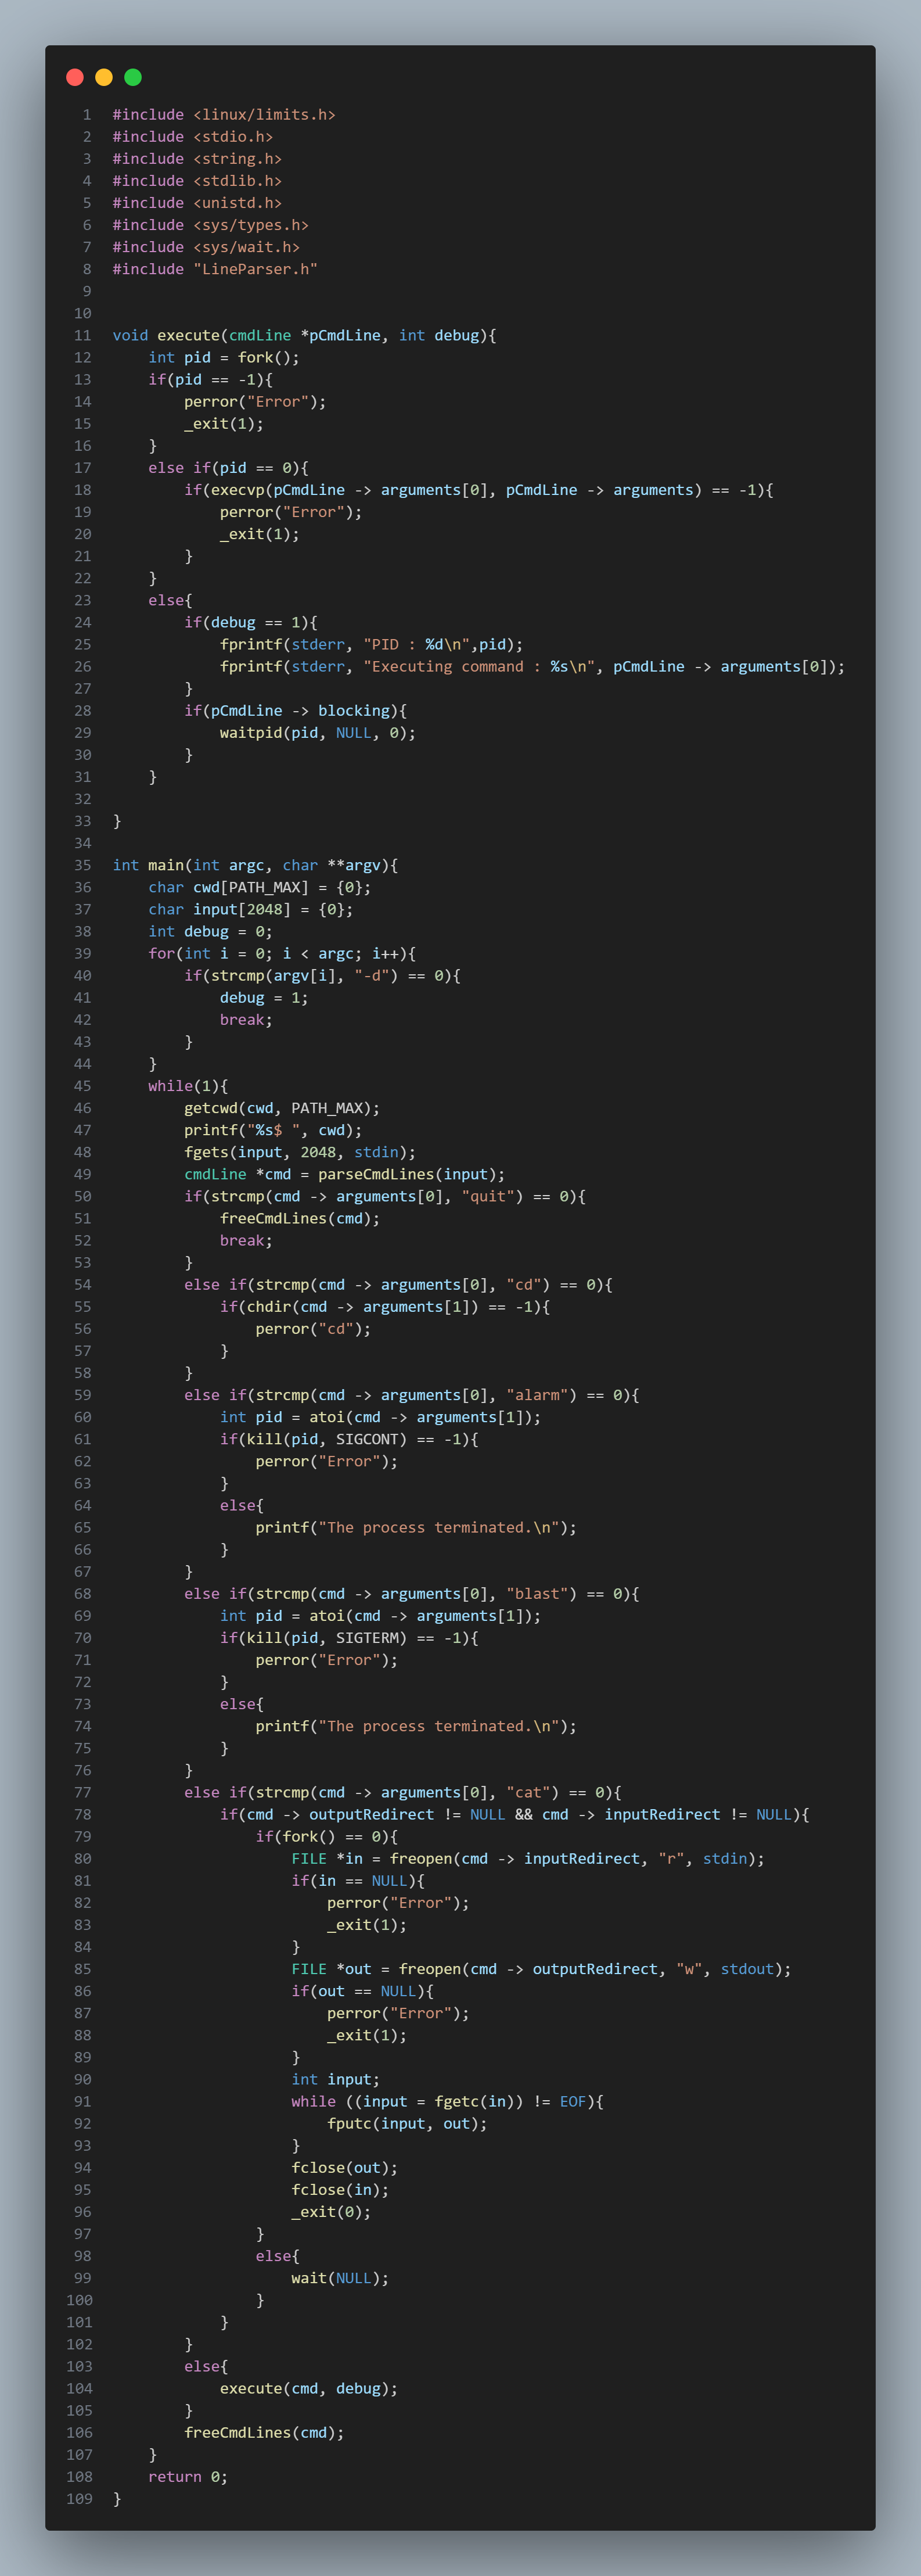 1 #include <linux/limits.h>
2 #include <stdio.h>
3 #include <string.h>
4 #include <stdlib.h>
5 #include <unistd.h>
6 #include <sys/types.h>
7 #include <sys/wait.h>
8 #include "LineParser.h"
9
10
11 void execute(cmdLine *pCmdLine, int debug){
12     int pid = fork();
13     if(pid == -1){
14         perror("Error");
15         _exit(1);
16     }
17     else if(pid == 0){
18         if(execvp(pCmdLine -> arguments[0], pCmdLine -> arguments) == -1){
19             perror("Error");
20             _exit(1);
21         }
22     }
23     else{
24         if(debug == 1){
25             fprintf(stderr, "PID : %d\n",pid);
26             fprintf(stderr, "Executing command : %s\n", pCmdLine -> arguments[0]);
27         }
28         if(pCmdLine -> blocking){
29             waitpid(pid, NULL, 0);
30         }
31     }
32
33 }
34
35 int main(int argc, char **argv){
36     char cwd[PATH_MAX] = {0};
37     char input[2048] = {0};
38     int debug = 0;
39     for(int i = 0; i < argc; i++){
40         if(strcmp(argv[i], "-d") == 0){
41             debug = 1;
42             break;
43         }
44     }
45     while(1){
46         getcwd(cwd, PATH_MAX);
47         printf("%s$ ", cwd);
48         fgets(input, 2048, stdin);
49         cmdLine *cmd = parseCmdLines(input);
50         if(strcmp(cmd -> arguments[0], "quit") == 0){
51             freeCmdLines(cmd);
52             break;
53         }
54         else if(strcmp(cmd -> arguments[0], "cd") == 0){
55             if(chdir(cmd -> arguments[1]) == -1){
56                 perror("cd");
57             }
58         }
59         else if(strcmp(cmd -> arguments[0], "alarm") == 0){
60             int pid = atoi(cmd -> arguments[1]);
61             if(kill(pid, SIGCONT) == -1){
62                 perror("Error");
63             }
64             else{
65                 printf("The process terminated.\n");
66             }
67         }
68         else if(strcmp(cmd -> arguments[0], "blast") == 0){
69             int pid = atoi(cmd -> arguments[1]);
70             if(kill(pid, SIGTERM) == -1){
71                 perror("Error");
72             }
73             else{
74                 printf("The process terminated.\n");
75             }
76         }
77         else if(strcmp(cmd -> arguments[0], "cat") == 0){
78             if(cmd -> outputRedirect != NULL && cmd -> inputRedirect != NULL){
79                 if(fork() == 0){
80                     FILE *in = freopen(cmd -> inputRedirect, "r", stdin);
81                     if(in == NULL){
82                         perror("Error");
83                         _exit(1);
84                     }
85                     FILE *out = freopen(cmd -> outputRedirect, "w", stdout);
86                     if(out == NULL){
87                         perror("Error");
88                         _exit(1);
89                     }
90                     int input;
91                     while ((input = fgetc(in)) != EOF){
92                         fputc(input, out);
93                     }
94                     fclose(out);
95                     fclose(in);
96                     _exit(0);
97                 }
98                 else{
99                     wait(NULL);
100                 }
101             }
102         }
103         else{
104             execute(cmd, debug);
105         }
106         freeCmdLines(cmd);
107     }
108     return 0;
109 }